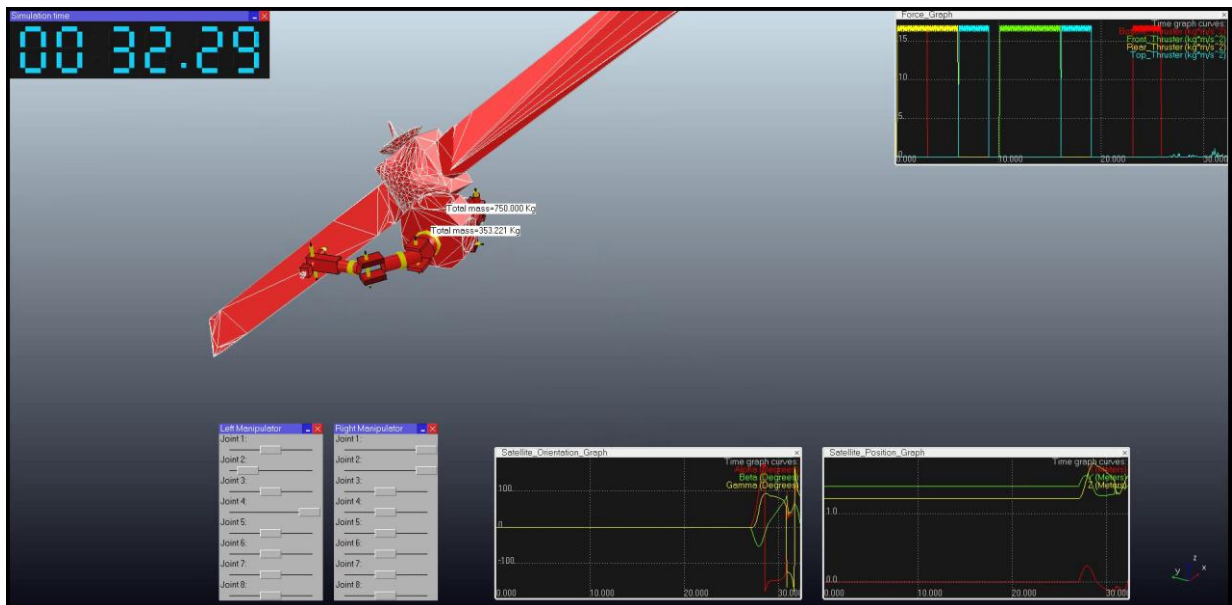 Simulation time
00 32.29
Force_Graph
Time graph curves:
Front_Thruster (kg*m/s^2)
Rear_Thruster (kg*m/s^2)
Top_Thruster (kg*m/s^2)
15
10
5
0
0.000 10.000 20.000 30.000
Total mass=750.000 Kg
Total mass=353.221 Kg
Left Manipulator
Joint 1:
Joint 2:
Joint 3:
Joint 4:
Joint 5:
Joint 6:
Joint 7:
Joint 8:
Right Manipulator
Joint 1:
Joint 2:
Joint 3:
Joint 4:
Joint 5:
Joint 6:
Joint 7:
Joint 8:
Satellite_Orientation_Graph
Time graph curves:
Alpha (Degrees)
Beta (Degrees)
Gamma (Degrees)
100
0
-100
0.000 10.000 20.000 30.000
Satellite_Position_Graph
Time graph curves:
(Meters)
Y (Meters)
Z (Meters)
1.0
0.0
0.000 10.000 20.000 30.000
z
y x